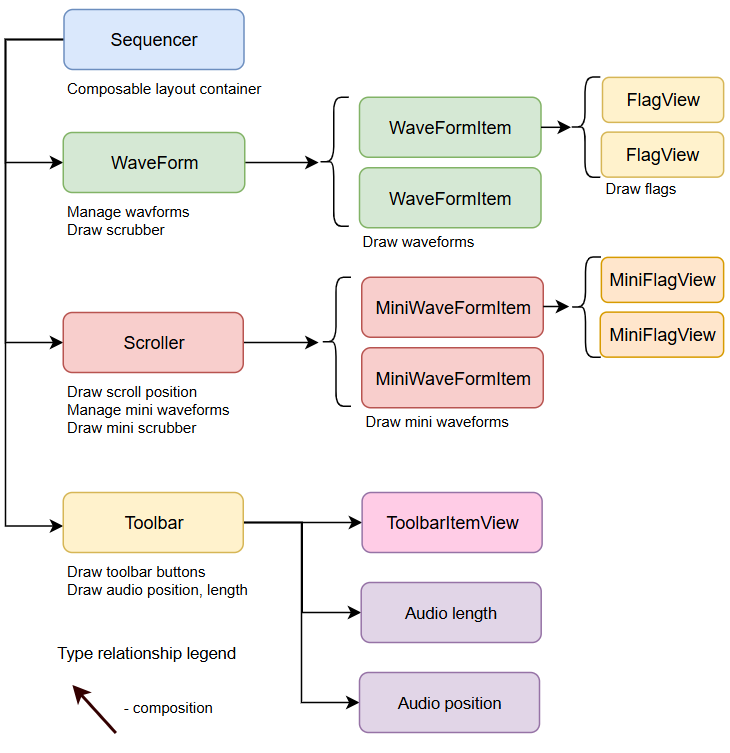 Sequencer
Composable layout container
WaveForm
Manage wavforms
Draw scrubber
WaveFormItem
WaveFormItem
Draw waveforms
FlagView
FlagView
Draw flags
Scroller
Draw scroll position
Manage mini waveforms
Draw mini scrubber
MiniWaveFormItem
MiniWaveFormItem
Draw mini waveforms
MiniFlagView
MiniFlagView
Toolbar
Draw toolbar buttons
Draw audio position, length
ToolbarItemView
Audio length
Audio position
Type relationship legend
- composition